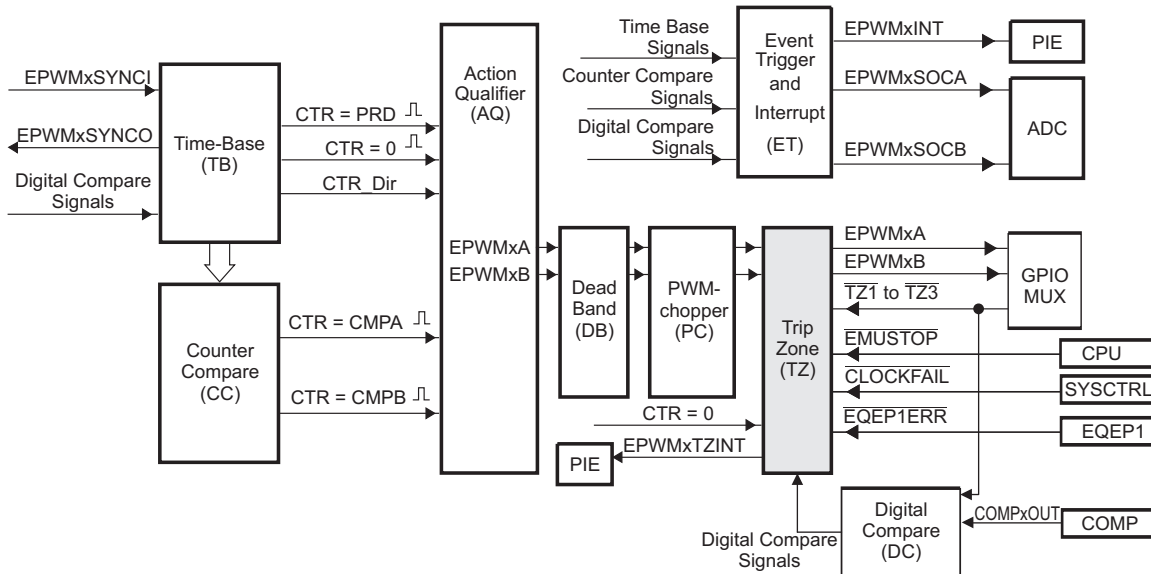 EPWMxSYNCI
EPWMxSYNCO
Digital Compare
Signals
Time-Base
(TB)
CTR = PRD
CTR = 0
CTR_Dir
Counter
Compare
(CC)
CTR = CMPA
CTR = CMPB
Action
Qualifier
(AQ)
EPWMxA
EPWMxB
Time Base
Signals
Counter Compare
Signals
Digital Compare
Signals
Event
Trigger
and
Interrupt
(ET)
EPWMxINT
EPWMxSOCA
EPWMxSOCB
PIE
ADC
Dead
Band
(DB)
PWM-
chopper
(PC)
Trip
Zone
(TZ)
EPWMxA
EPWMxB
TZ1 to TZ3
EMUSTOP
CLOCKFAIL
EQEP1ERR
GPIO
MUX
CPU
SYSCTRL
EQEP1
CTR = 0
EPWMxTZINT
PIE
Digital Compare
Signals
Digital
Compare
(DC)
COMPxOUT
COMP